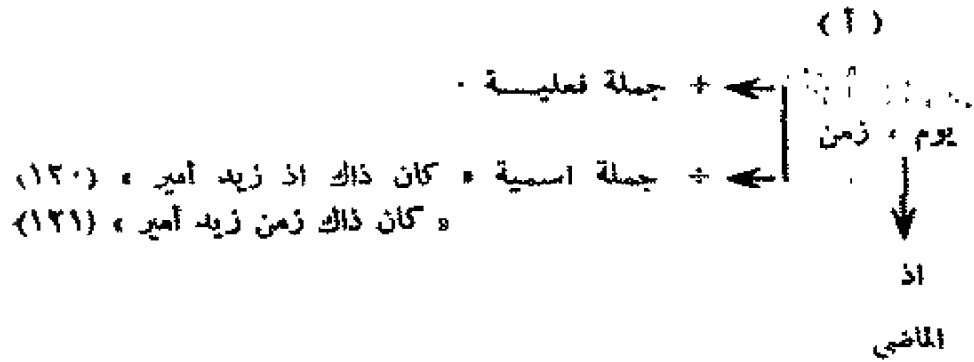 ( أ )
+ جملة فعليــة .
يوم ، زمن
+ جملة اسمية « كان ذاك اذ زيد أمير » (١٢٠)
« كان ذاك زمن زيد أمير » (١٢١)
اذ
الماضي